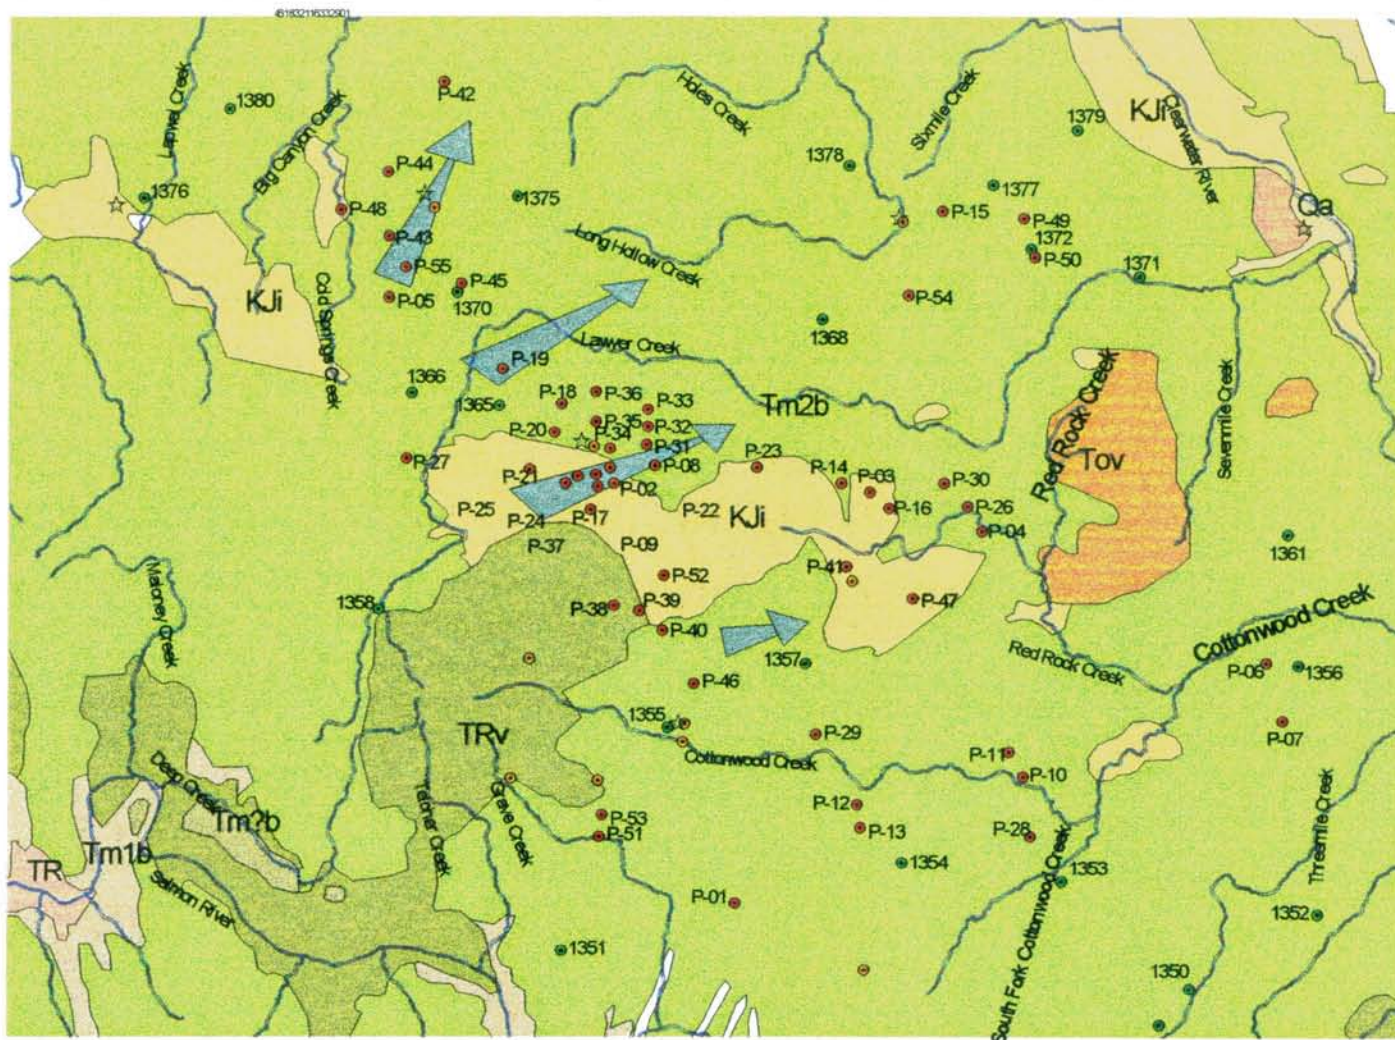 451832116332901
Lapwai Creek
1380
Big Canyon Creek
P-42
Holes Creek
Sixmile Creek
1379
KJi
Clearwater River
1376
P-44
1375
1378
1377
P-48
P-15
P-49
Qa
P-43
1372
Long Hollow Creek
P-55
P-50
1371
P-45
KJi
P-05
1370
P-54
Cold Springs Creek
1368
Lawyer Creek
P-19
1366
P-36
Red Rock Creek
Sevenmile Creek
1365
P-18
P-33
Tm2b
P-35
P-32
P-20
P-34
P-31
P-27
P-21
P-08
P-23
P-14
P-03
P-30
Tov
P-02
P-25
P-24
P-17
P-22
KJi
P-16
P-26
P-04
P-37
P-09
1361
Maloney Creek
P-52
P-41
1358
P-38
P-39
P-47
P-40
Cottonwood Creek
1357
Red Rock Creek
P-06
1356
P-46
1355
TRv
P-29
P-07
Cottonwood Creek
P-11
Deep Creek
P-10
Telcher Creek
Grave Creek
P-12
P-53
Tm?b
P-13
P-51
P-28
Threemile Creek
Tm1b
TR
1354
1353
Salmon River
P-01
South Fork Cottonwood Creek
1352
1351
1350